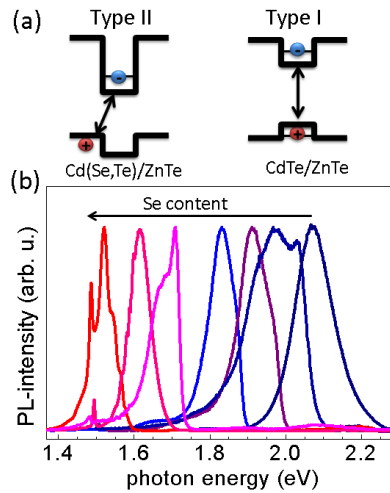 (a) Type II Type I
- -
+ +
Cd(Se,Te)/ZnTe CdTe/ZnTe
(b)
Se content
PL-intensity (arb. u.)
1.4 1.6 1.8 2.0 2.2
photon energy (eV)